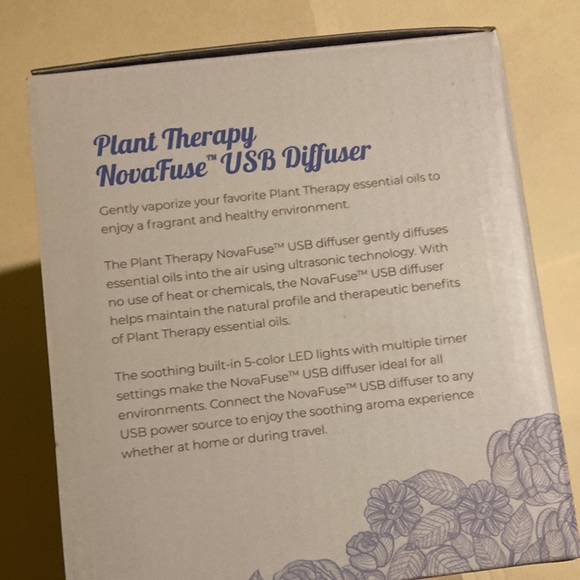 Plant Therapy
NovaFuse™ USB Diffuser
Gently vaporize your favorite Plant Therapy essential oils to
enjoy a fragrant and healthy environment.
The Plant Therapy NovaFuse™ USB diffuser gently diffuses
essential oils into the air using ultrasonic technology. With
no use of heat or chemicals, the NovaFuse™ USB diffuser
helps maintain the natural profile and therapeutic benefits
of Plant Therapy essential oils.
The soothing built-in 5-color LED lights with multiple timer
settings make the NovaFuse™ USB diffuser ideal for all
environments. Connect the NovaFuse™ USB diffuser to any
USB power source to enjoy the soothing aroma experience
whether at home or during travel.